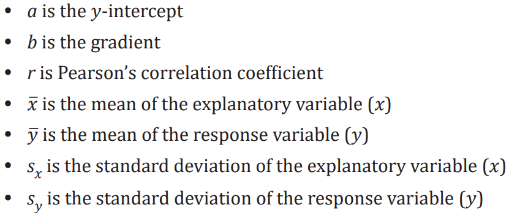 • a is the y-intercept
• b is the gradient
• r is Pearson’s correlation coefficient
• x̄ is the mean of the explanatory variable (x)
• ȳ is the mean of the response variable (y)
• sₓ is the standard deviation of the explanatory variable (x)
• s_y is the standard deviation of the response variable (y)